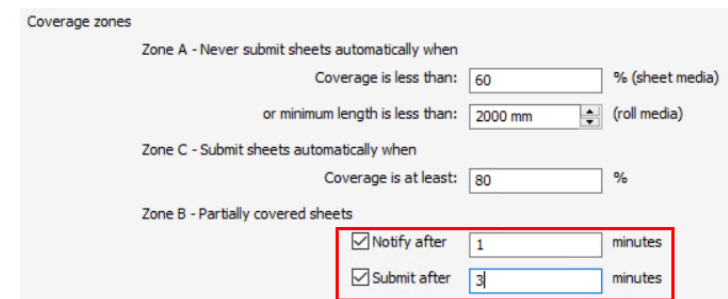 Coverage zones
Zone A - Never submit sheets automatically when
Coverage is less than: 60 % (sheet media)
or minimum length is less than: 2000 mm (roll media)
Zone C - Submit sheets automatically when
Coverage is at least: 80 %
Zone B - Partially covered sheets
Notify after 1 minutes
Submit after 3 minutes